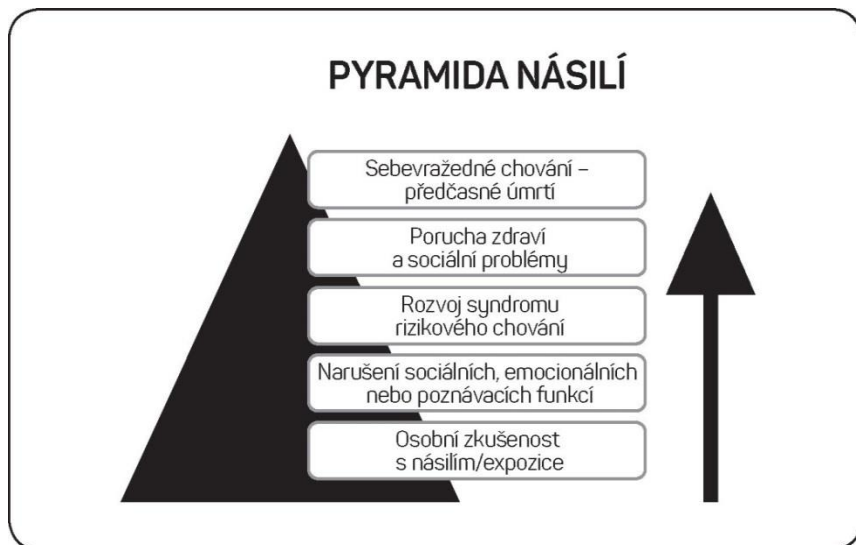 PYRAMIDA NÁSILÍ
Sebevražedné chování –
předčasné úmrtí
Porucha zdraví
a sociální problémy
Rozvoj syndromu
rizikového chování
Narušení sociálních, emocionálních
nebo poznávacích funkcí
Osobní zkušenost
s násilím/expozice